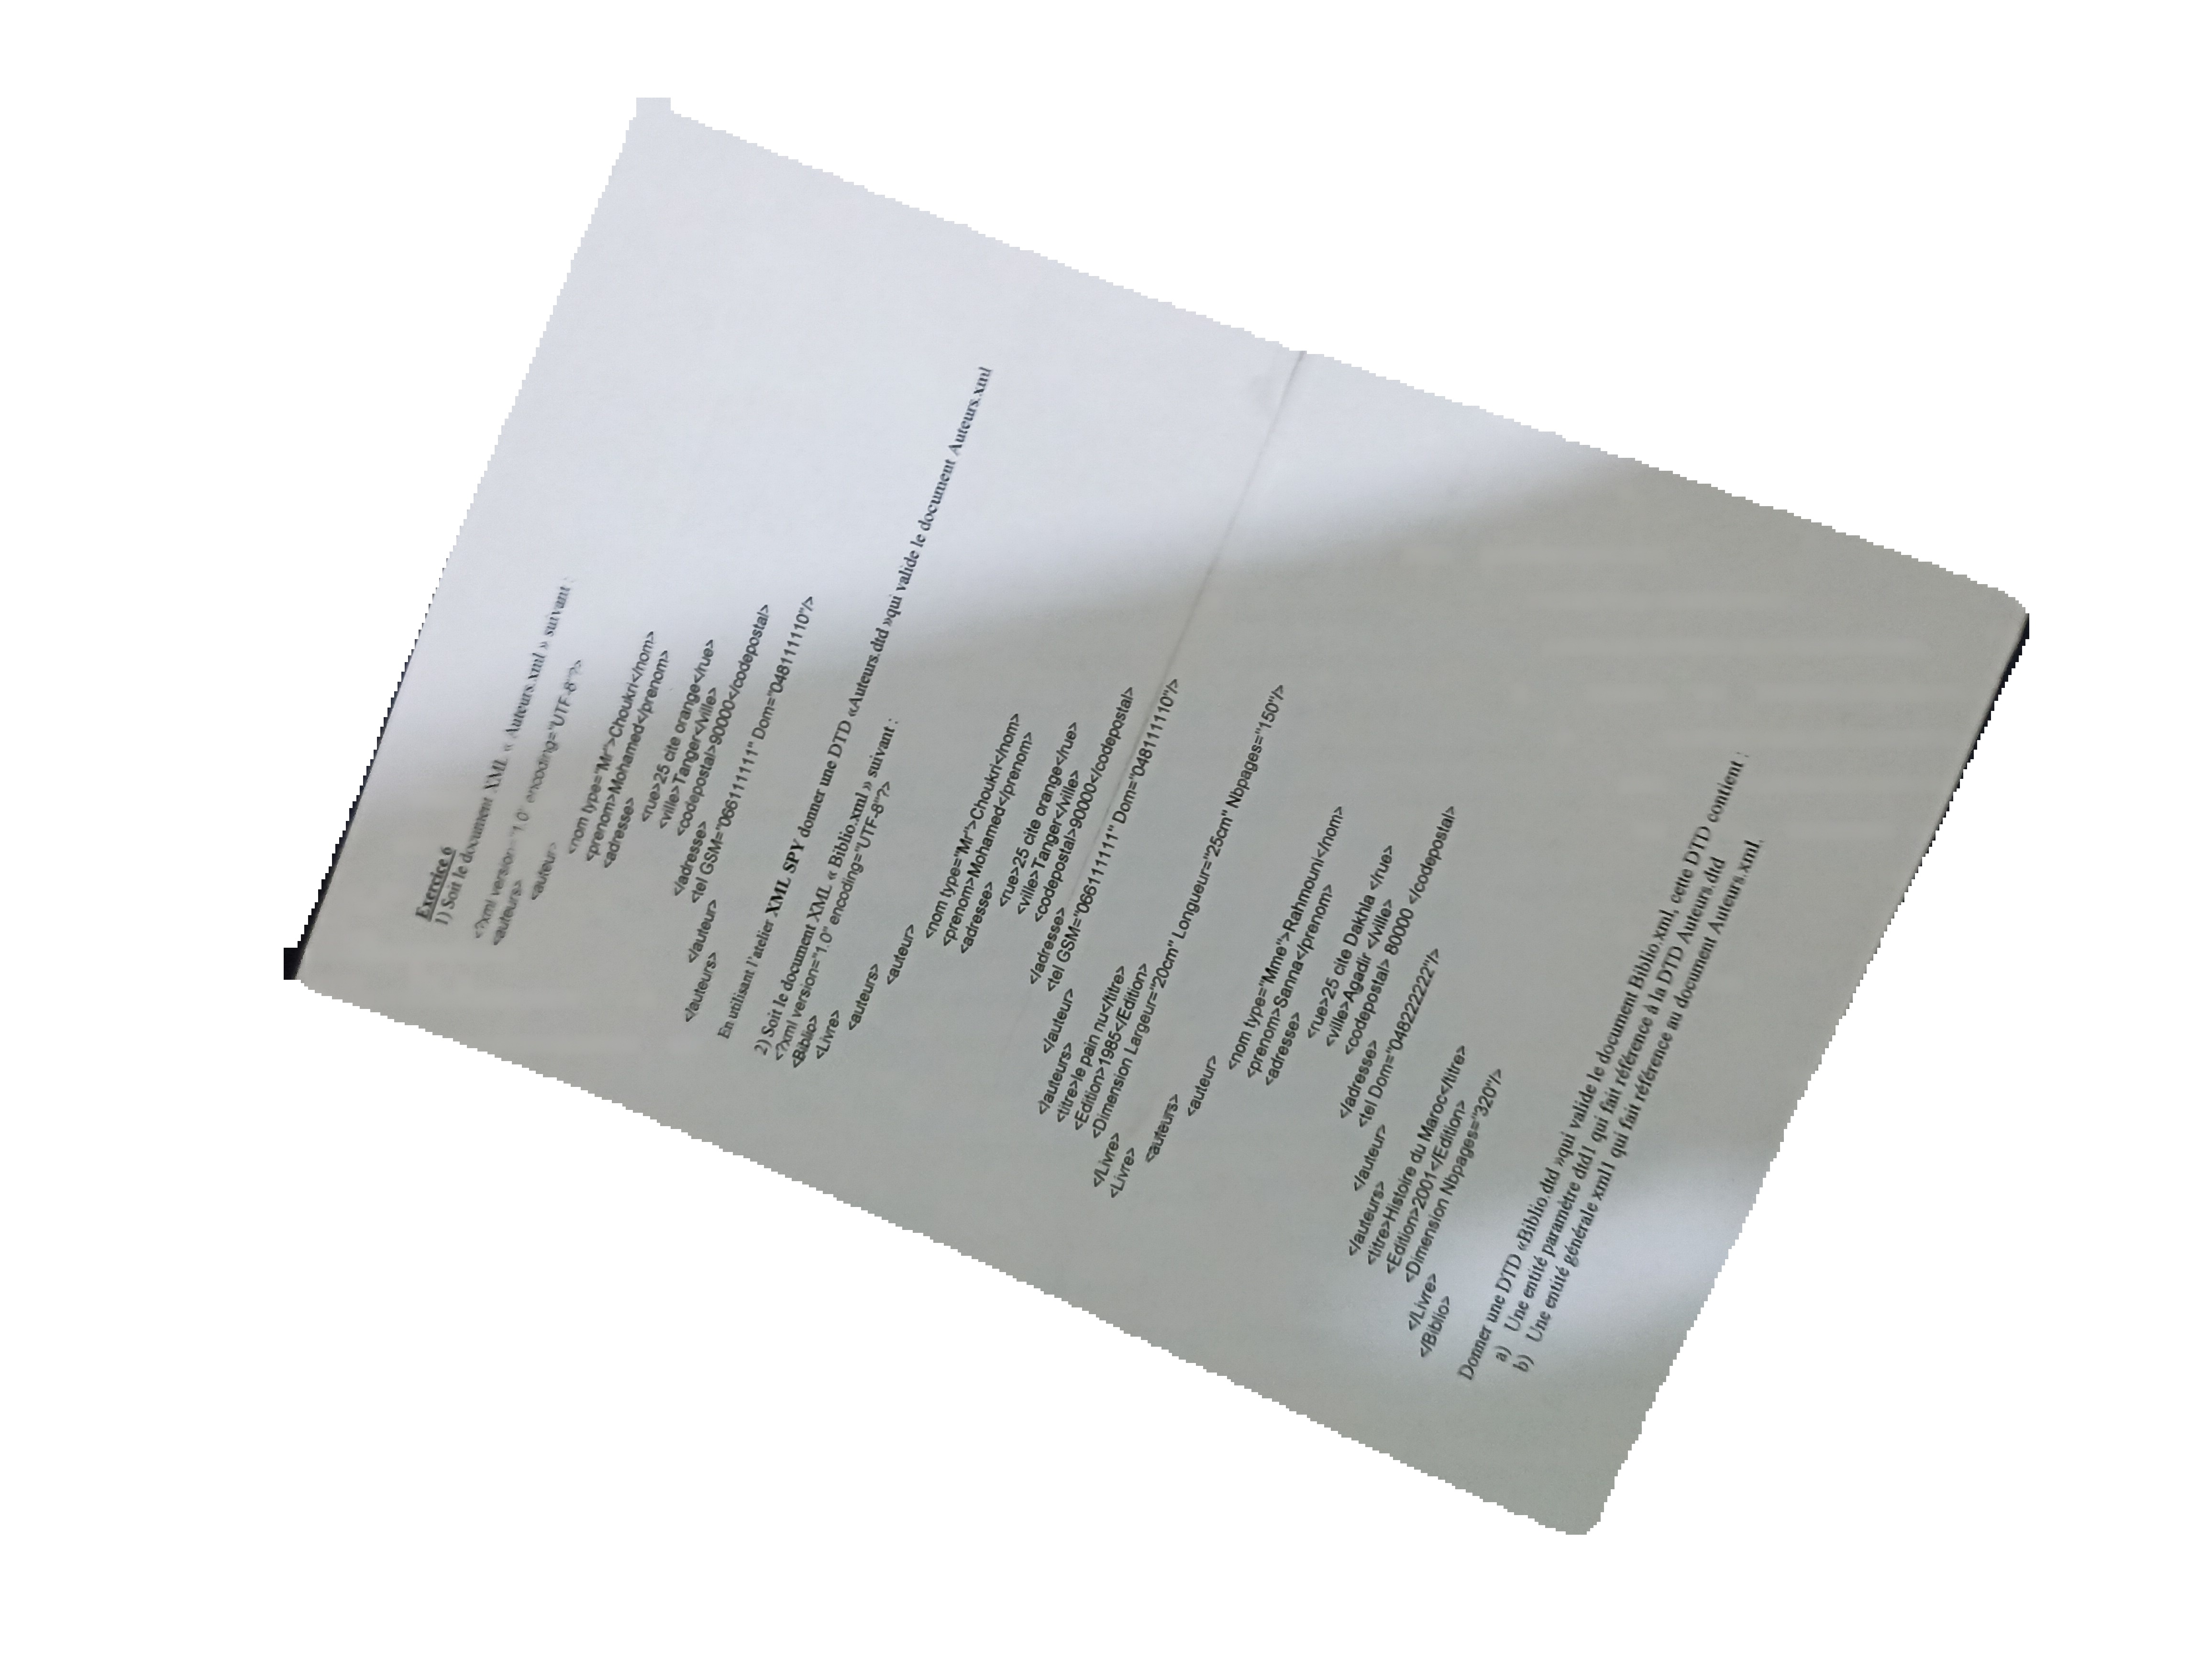 Exercice 6
1) Soit le document XML « Auteurs.xml » suivant :
<?xml version="1.0" encoding="UTF-8"?>
<auteurs>
<auteur>
<nom type="Mr">Choukri</nom>
<prenom>Mohamed</prenom>
<adresse>
<rue>25 cite orange</rue>
<ville>Tanger</ville>
<codepostal>90000</codepostal>
</adresse>
<tel GSM="066111111" Dom="048111110"/>
</auteur>
</auteurs>
En utilisant l'atelier XML SPY donner une DTD «Auteurs.dtd »qui valide le document Auteurs.xml
2) Soit le document XML « Biblio.xml » suivant :
<?xml version="1.0" encoding="UTF-8"?>
<Biblio>
<Livre>
<auteurs>
<auteur>
<nom type="Mr">Choukri</nom>
<prenom>Mohamed</prenom>
<adresse>
<rue>25 cite orange</rue>
<ville>Tanger</ville>
<codepostal>90000</codepostal>
</adresse>
<tel GSM="066111111" Dom="048111110"/>
</auteur>
</auteurs>
<titre>le pain nu</titre>
<Edition>1985</Edition>
<Dimension Largeur="20cm" Longueur="25cm" Nbpages="150"/>
</Livre>
<Livre>
<auteurs>
<auteur>
<nom type="Mme">Rahmouni</nom>
<prenom>Sanna</prenom>
<adresse>
<rue>25 cite Dakhla </rue>
<ville>Agadir </ville>
<codepostal> 80000 </codepostal>
</adresse>
<tel Dom="048222222"/>
</auteur>
</auteurs>
<titre>Histoire du Maroc</titre>
<Edition>2001</Edition>
<Dimension Nbpages="320"/>
</Livre>
</Biblio>
Donner une DTD «Biblio.dtd »qui valide le document Biblio.xml, cette DTD contient :
a) Une entité paramètre dtd1 qui fait référence à la DTD Auteurs.dtd
b) Une entité générale xml1 qui fait référence au document Auteurs.xml.